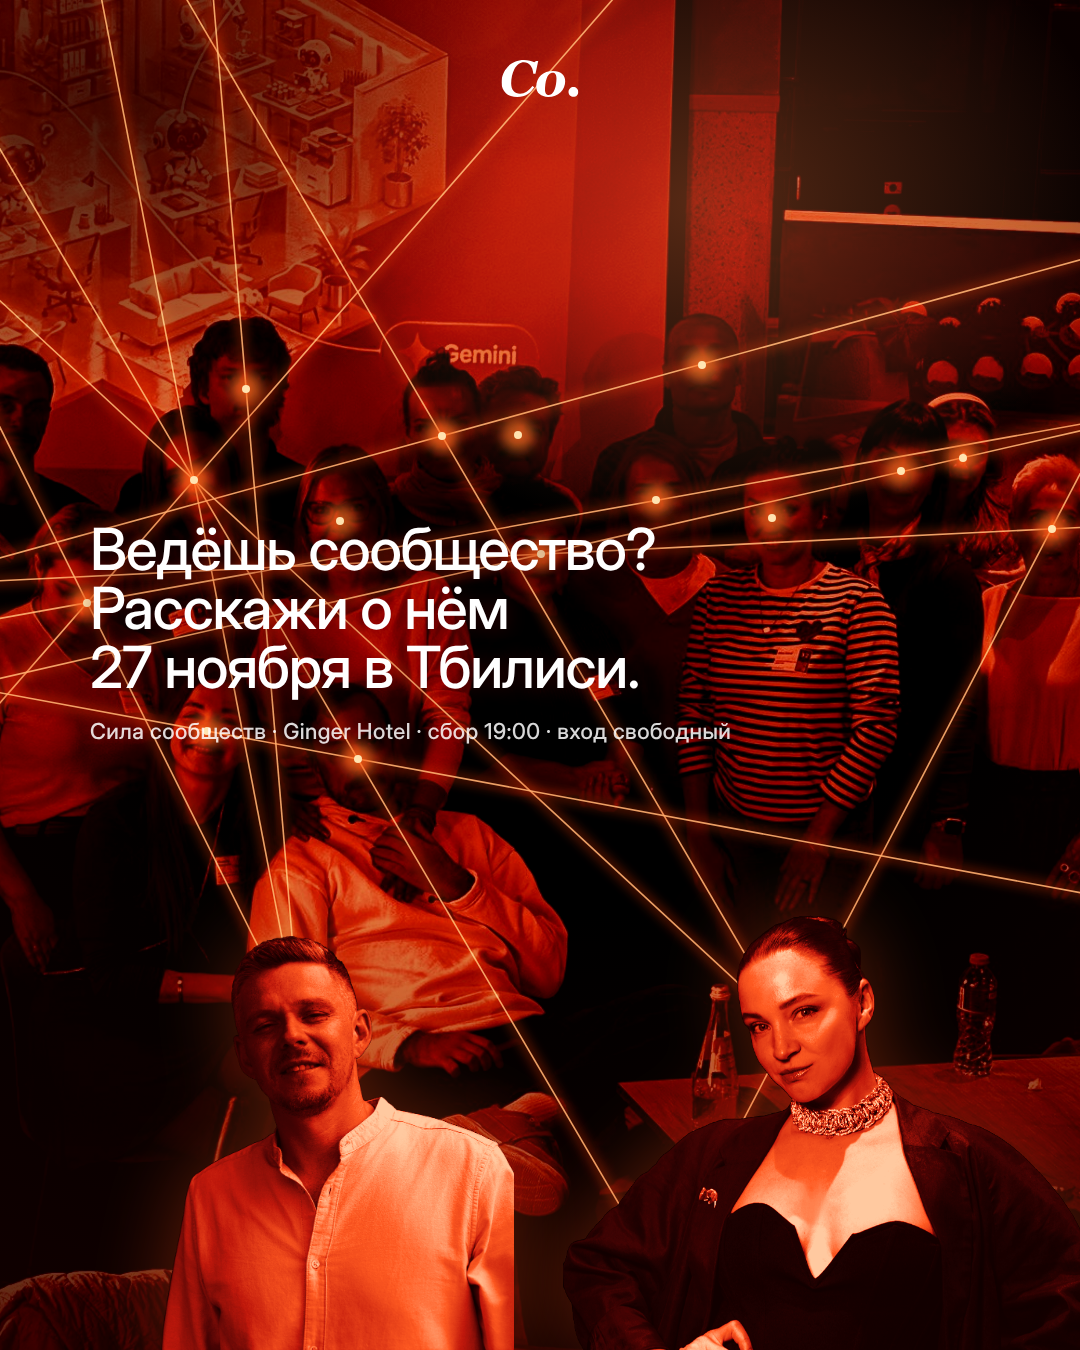 Co.
Gemini
Ведёшь сообщество?
Расскажи о нём
27 ноября в Тбилиси.
Сила сообществ · Ginger Hotel · сбор 19:00 · вход свободный